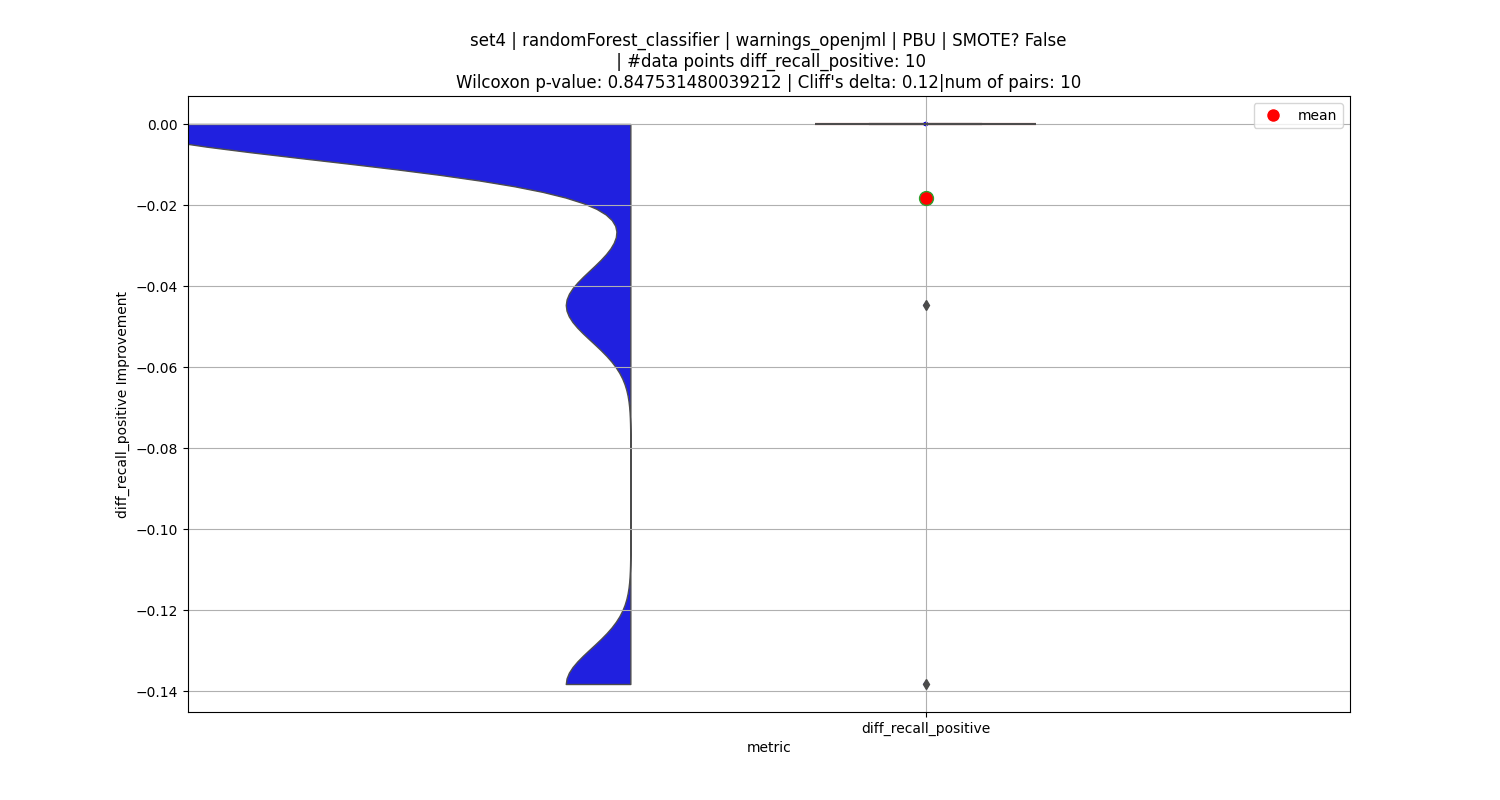 set4 | randomForest_classifier | warnings_openjml | PBU | SMOTE? False
| #data points diff_recall_positive: 10
Wilcoxon p-value: 0.847531480039212 | Cliff's delta: 0.12|num of pairs: 10
mean
0.00
−0.02
−0.04
−0.06
−0.08
−0.10
−0.12
−0.14
diff_recall_positive Improvement
diff_recall_positive
metric